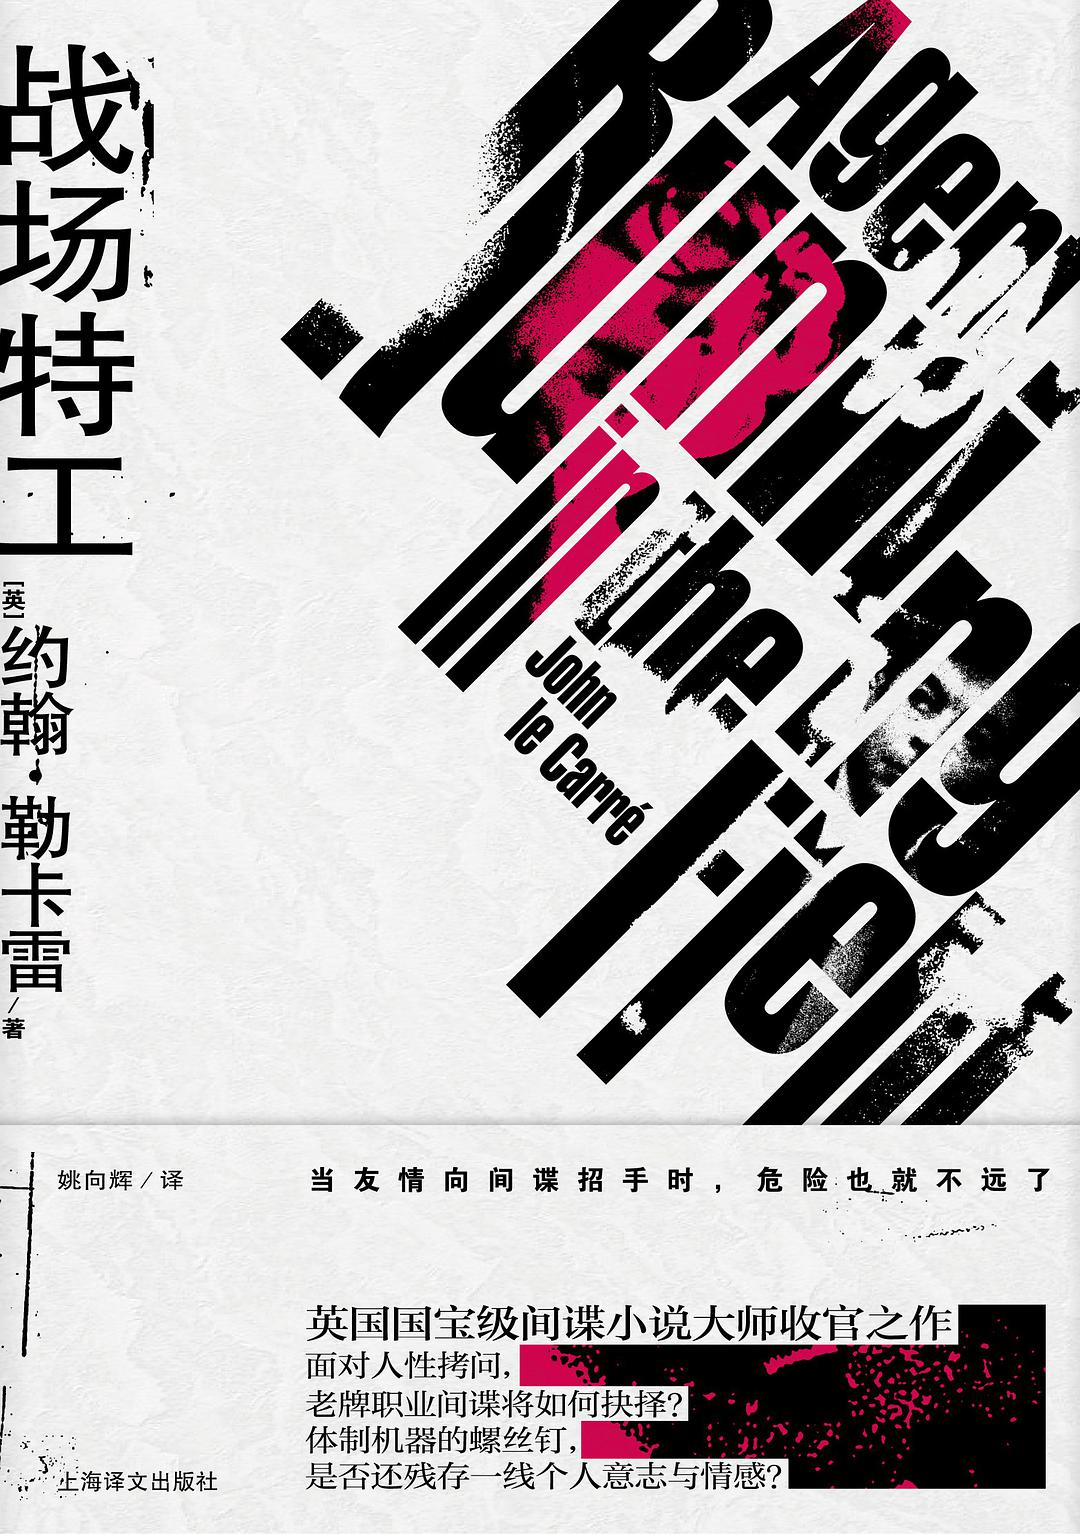 战场特工
[英]
约翰·勒卡雷
/
著
Agent
Running
in the
Field
John
le Carré
姚向辉／译
当友情向间谍招手时，危险也就不远了
英国国宝级间谍小说大师收官之作
面对人性拷问，
老牌职业间谍将如何抉择？
体制机器的螺丝钉，
是否还残存一线个人意志与情感？
上海译文出版社